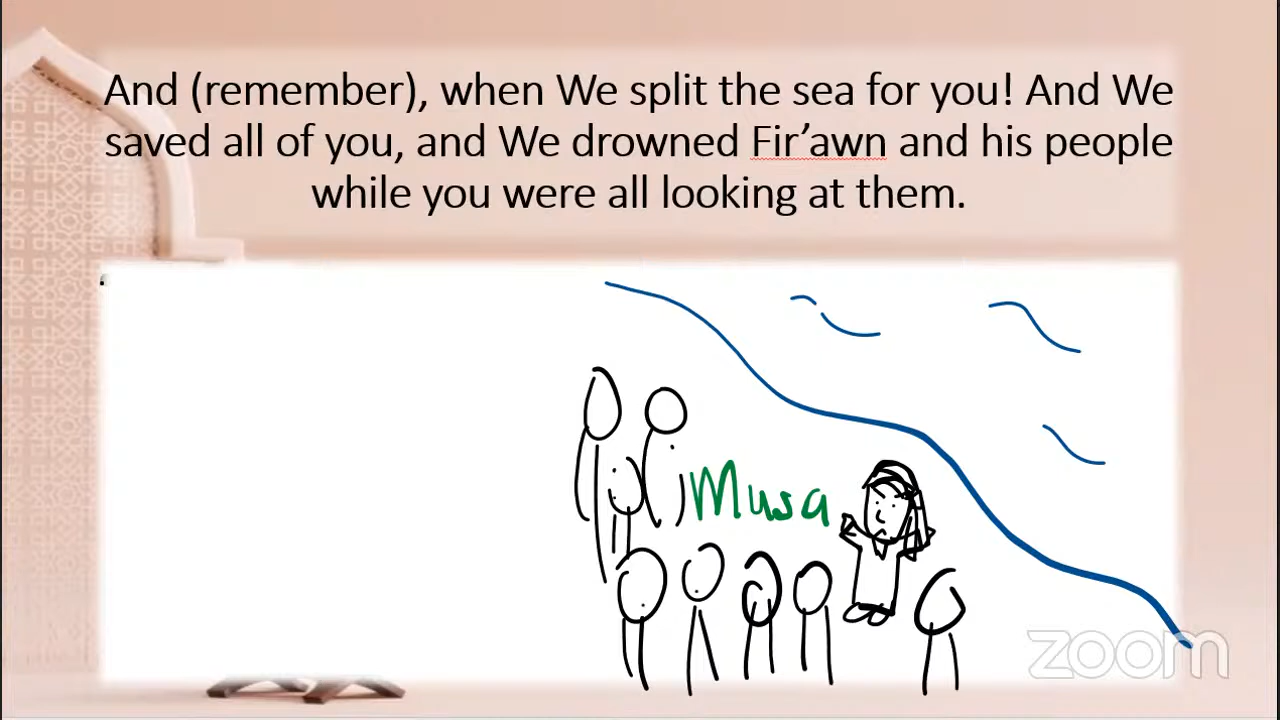 And (remember), when We split the sea for you! And We
saved all of you, and We drowned Fir’awn and his people
while you were all looking at them.
Musa
zoom